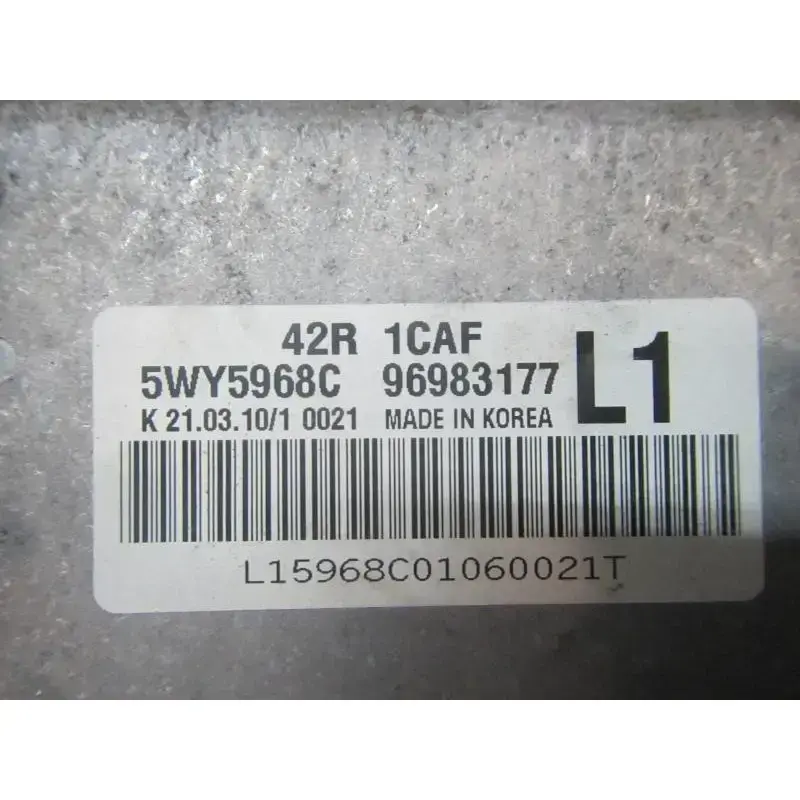 42R 1CAF
5WY5968C 96983177 L1
K 21.03.10/1 0021 MADE IN KOREA
L15968C01060021T